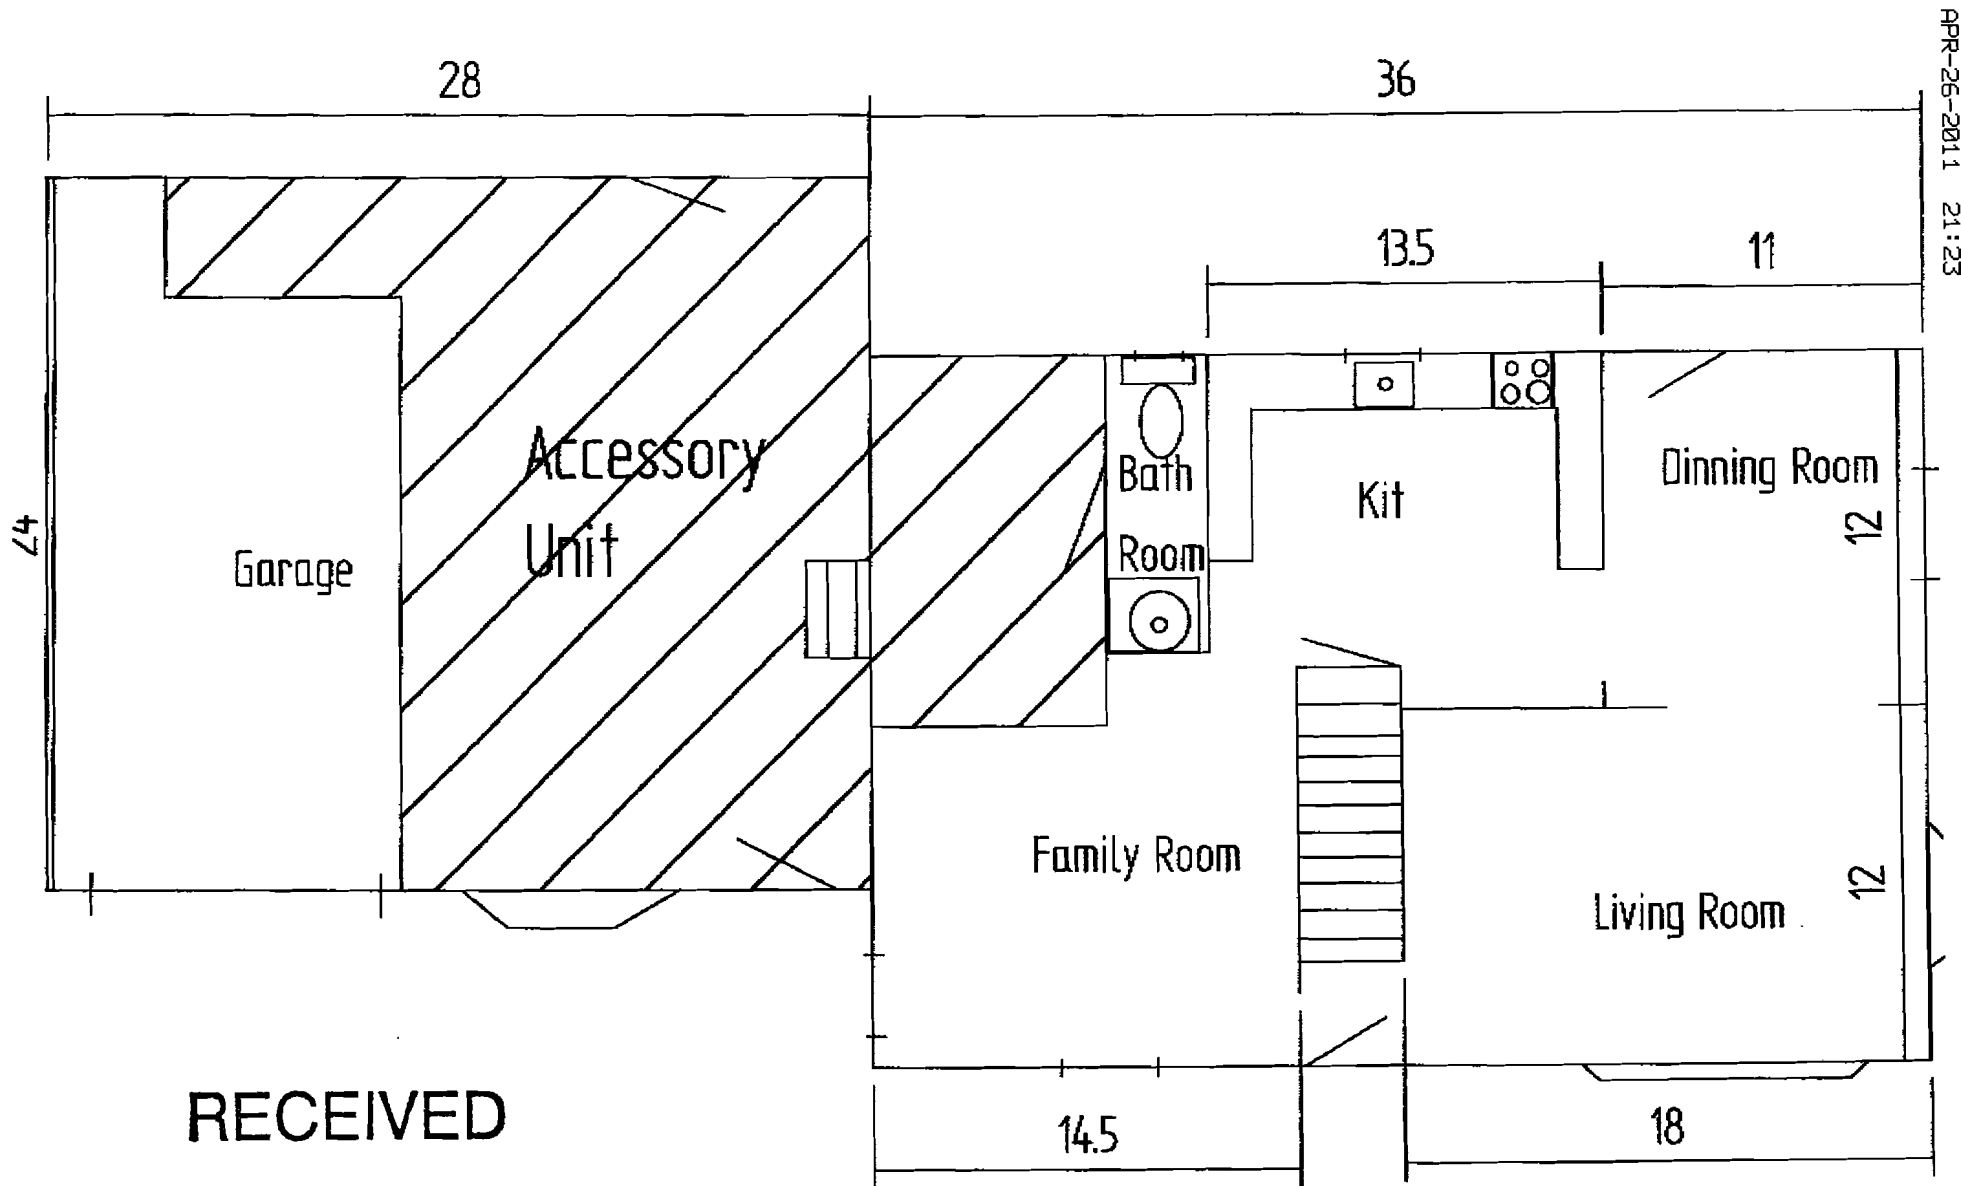 APR-26-2011 21:23
28
36
13.5
11
Accessory
Unit
Bath
Room
Kit
Dinning Room
12
24
Garage
Family Room
Living Room
12
RECEIVED
14.5
18